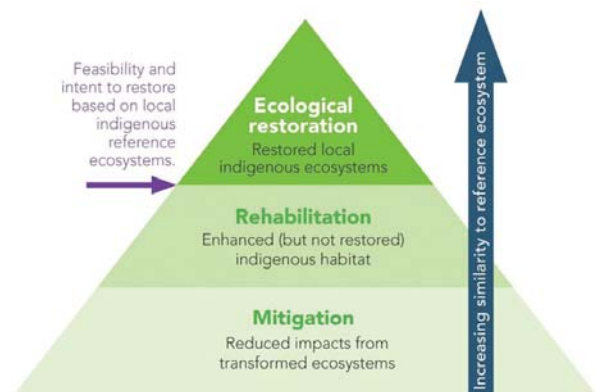 Feasibility and
intent to restore
based on local
indigenous
reference
ecosystems.
Ecological
restoration
Restored local
indigenous ecosystems
Rehabilitation
Enhanced (but not restored)
indigenous habitat
Mitigation
Reduced impacts from
transformed ecosystems
Increasing similarity to reference ecosystem